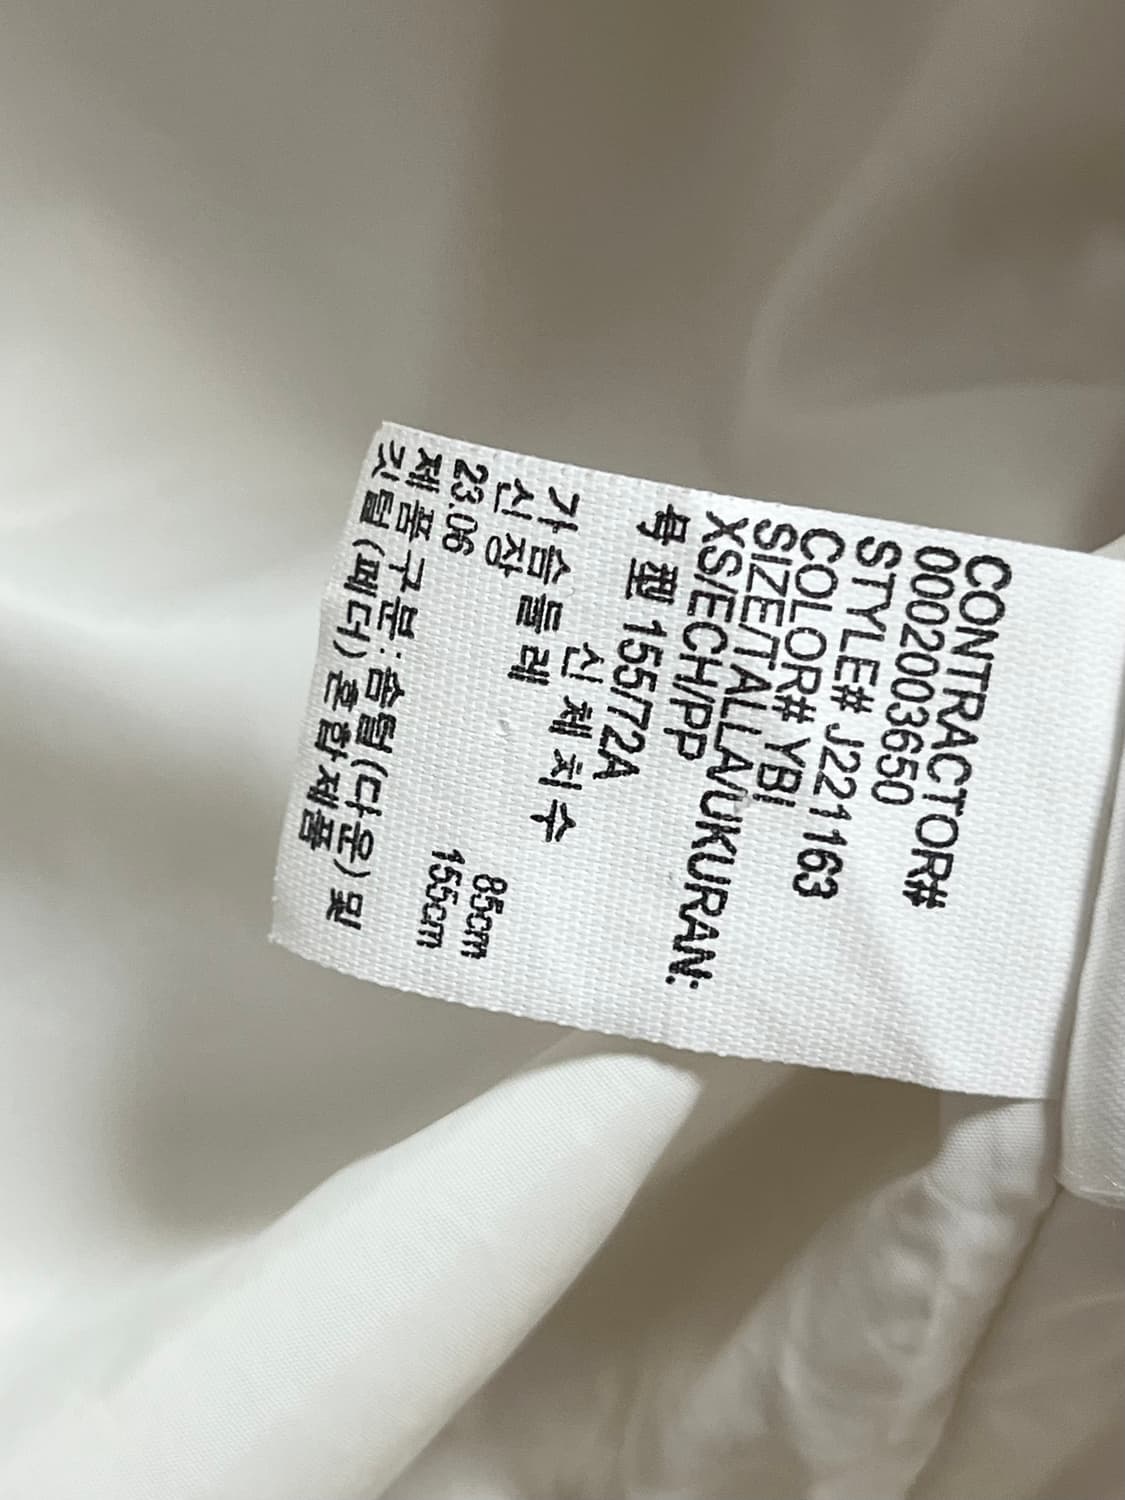 CONTRACTOR#
0002003650
STYLE# J221163
COLOR# YBI
SIZE/TALLA/UKURAN:
XS/ECH/PP
号型 155/72A
신체치수
가슴둘레 85cm
신장 155cm
23.06
제품구분:솜털(다운) 및
깃털 (페더) 혼합제품